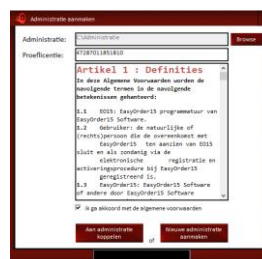 Administratie aanmaken
Administratie:
C:\Administratie
Browse
Proeflicentie:
47287011851810
Artikel 1 : Definities
In deze Algemene Voorwaarden worden de
navolgende termen in de navolgende
betekenissen gehanteerd:
1.1 EO15: EasyOrder15 programmatuur van
EasyOrder15 Software.
1.2 Gebruiker: de natuurlijke of
(rechts)persoon die de overeenkomst met
EasyOrder15 ten aanzien van EO15
sluit en als zodanig via de
elektronische registratie en
activeringsprocedure bij EasyOrder15
geregistreerd is.
1.3 EasyOrder15: EasyOrder15 Software
of andere door EasyOrder15 Software
Ik ga akkoord met de algemene voorwaarden
Aan administratie
koppelen
of
Nieuwe administratie
aanmaken